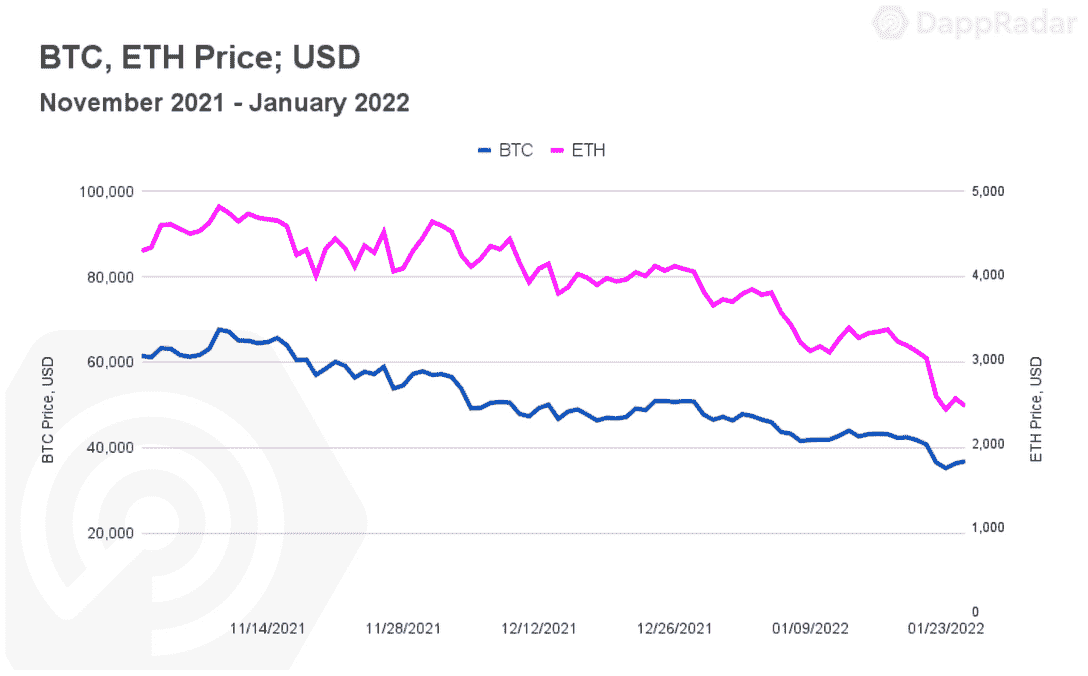 DappRadar
BTC, ETH Price; USD
November 2021 - January 2022
BTC ETH
100,000
80,000
60,000
40,000
20,000
BTC Price, USD
5,000
4,000
3,000
2,000
1,000
0
ETH Price, USD
11/14/2021 11/28/2021 12/12/2021 12/26/2021 01/09/2022 01/23/2022